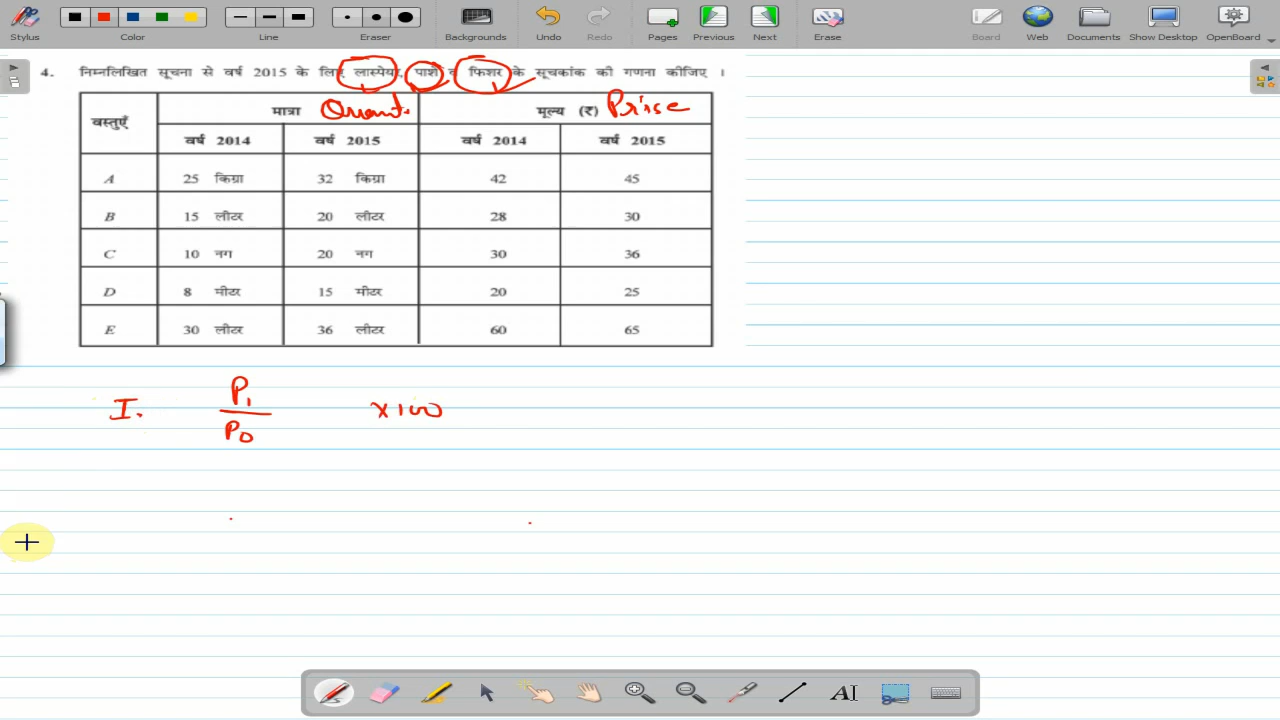 Stylus Color Line Eraser Backgrounds Undo Redo Pages Previous Next Erase Board Web Documents Show Desktop OpenBoard
4. निम्नलिखित सूचना से वर्ष 2015 के लिए लास्पेयर, पाशे व फिशर के सूचकांक की गणना कीजिए ।
वस्तुएँ मात्रा Quant. मूल्य (₹) Prise
वर्ष 2014 वर्ष 2015 वर्ष 2014 वर्ष 2015
A 25 किग्रा 32 किग्रा 42 45
B 15 लीटर 20 लीटर 28 30
C 10 नग 20 नग 30 36
D 8 मीटर 15 मीटर 20 25
E 30 लीटर 36 लीटर 60 65
I. P1 / P0 ×100
AI